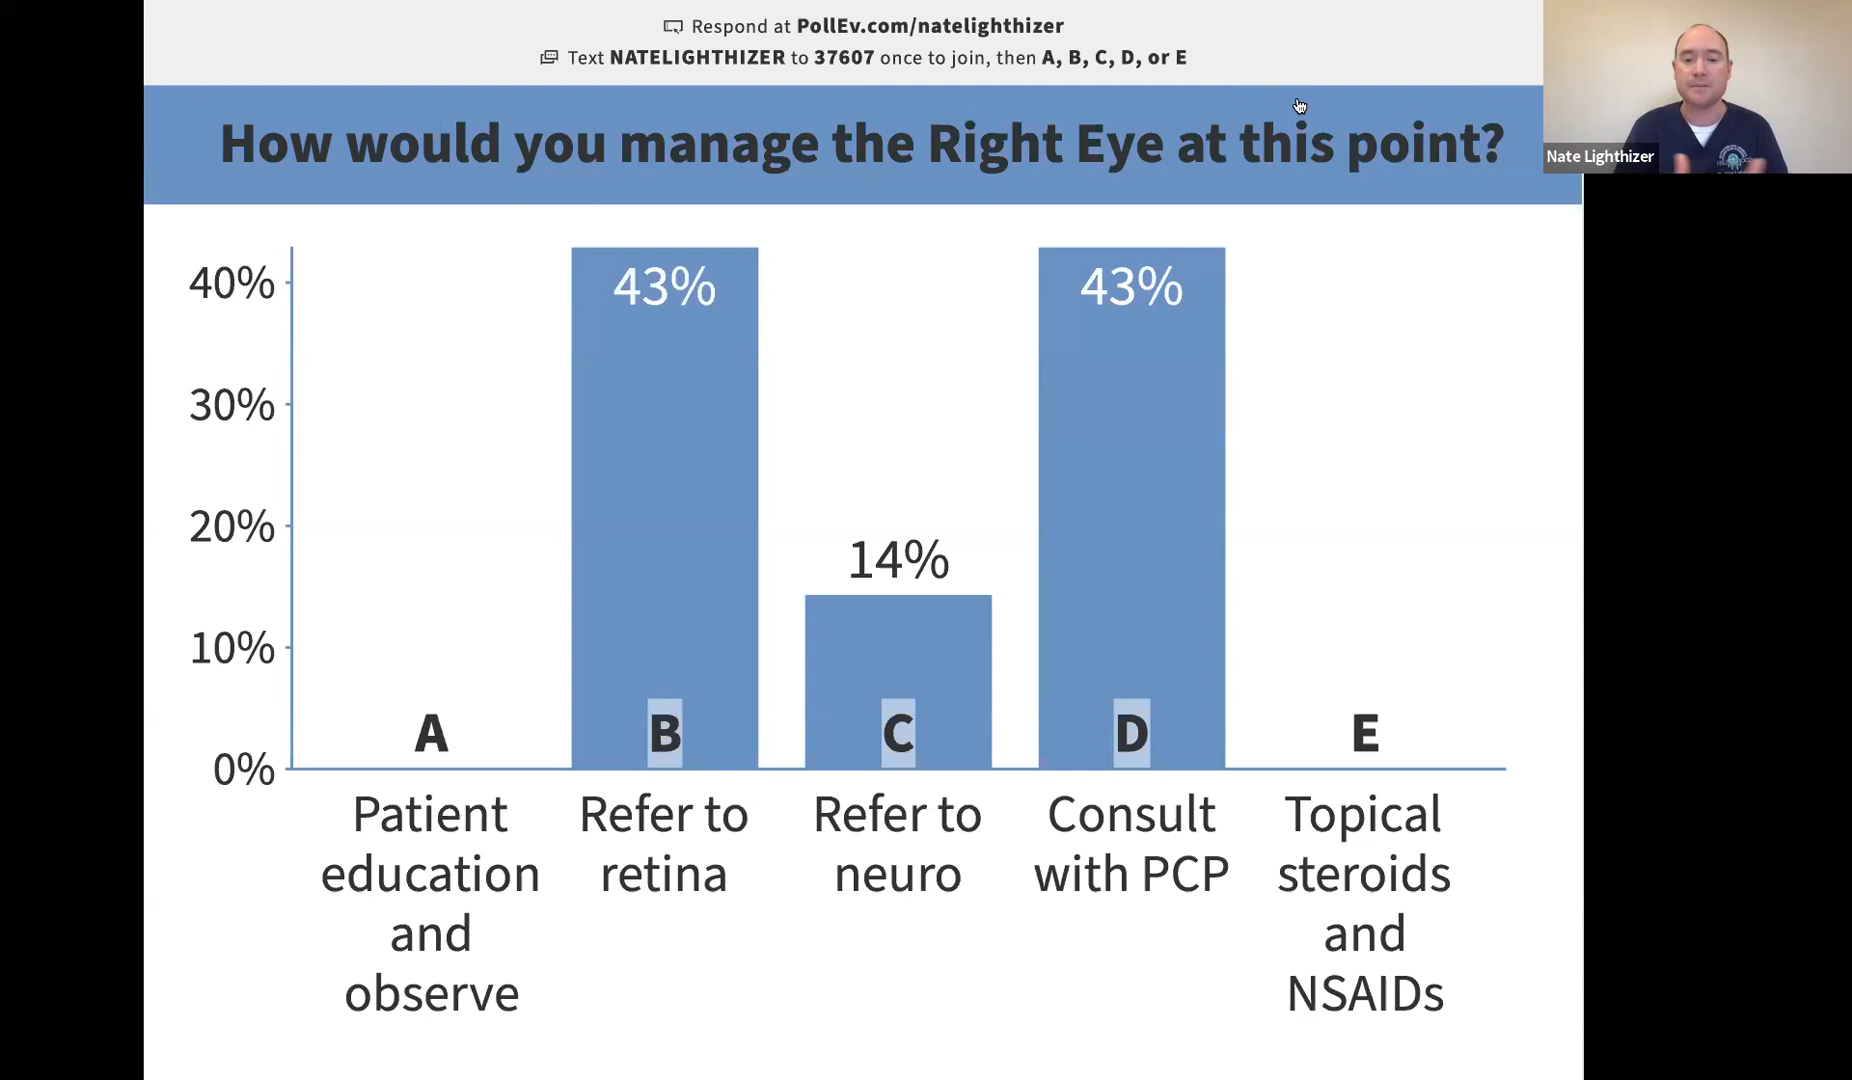 Respond at PollEv.com/natelighthizer
Text NATELIGHTHIZER to 37607 once to join, then A, B, C, D, or E
How would you manage the Right Eye at this point?
Nate Lighthizer
40%
30%
20%
10%
0%
43%
14%
43%
A
B
C
D
E
Patient
education
and
observe
Refer to
retina
Refer to
neuro
Consult
with PCP
Topical
steroids
and
NSAIDs